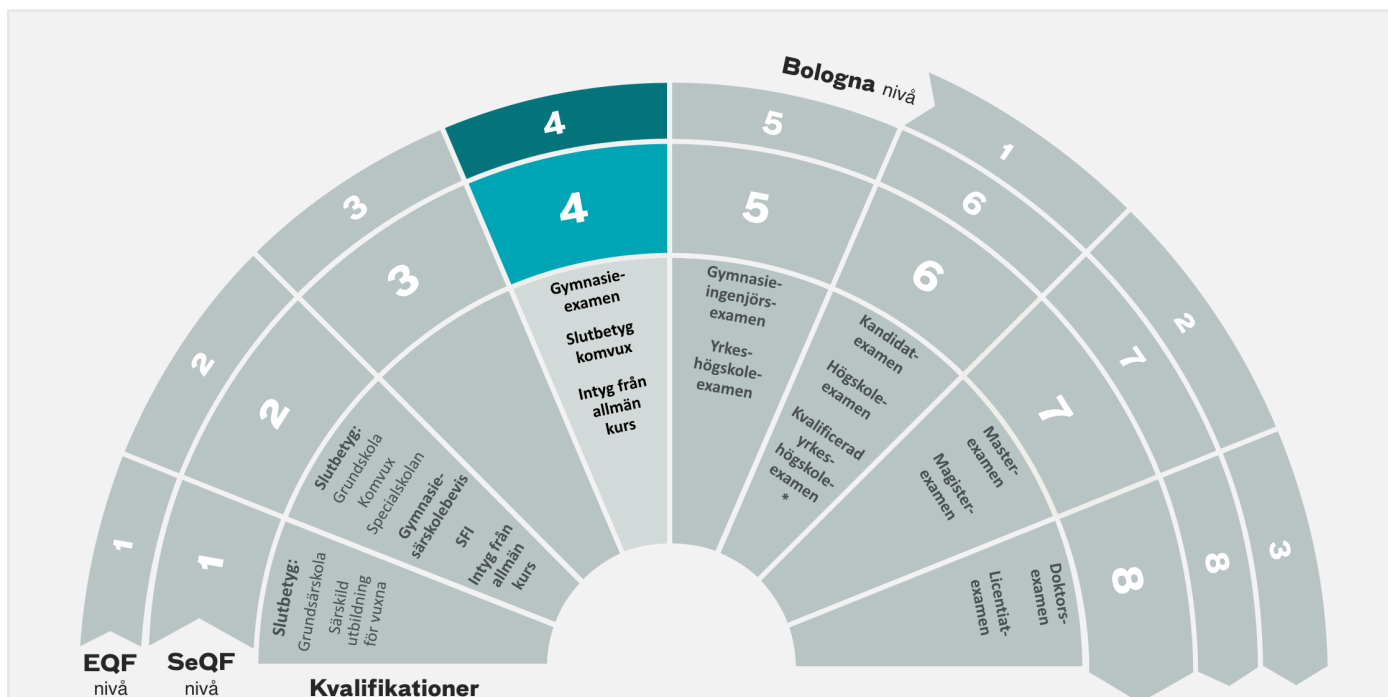 Bologna nivå
1
2
3
1
2
3
4
5
6
7
8
1
2
3
4
5
6
7
8
Slutbetyg:
Grundsärskola
Särskild
utbildning
för vuxna
Slutbetyg:
Grundskola
Komvux
Specialskolan
Gymnasie-
särskolebevis
SFI
Intyg från
allmän
kurs
Gymnasie-
examen
Slutbetyg
komvux
Intyg från
allmän
kurs
Gymnasie-
ingenjörs-
examen
Yrkes-
högskole-
examen
Kandidat-
examen
Högskole-
examen
Kvalificerad
yrkes-
högskole-
examen
*
Master-
examen
Magister-
examen
Doktors-
examen
Licentiat-
examen
EQF
nivå
SeQF
nivå
Kvalifikationer